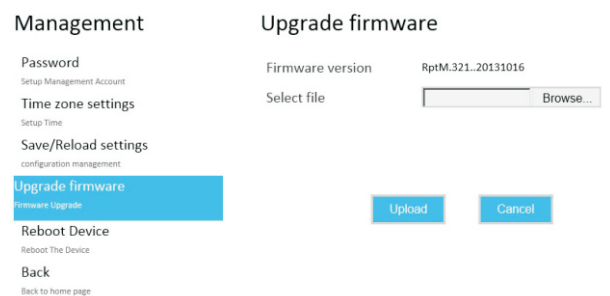 Management
Password
Setup Management Account
Time zone settings
Setup Time
Save/Reload settings
configuration management
Upgrade firmware
Firmware Upgrade
Reboot Device
Reboot The Device
Back
Back to home page
Upgrade firmware
Firmware version RptM.321..20131016
Select file Browse...
Upload Cancel